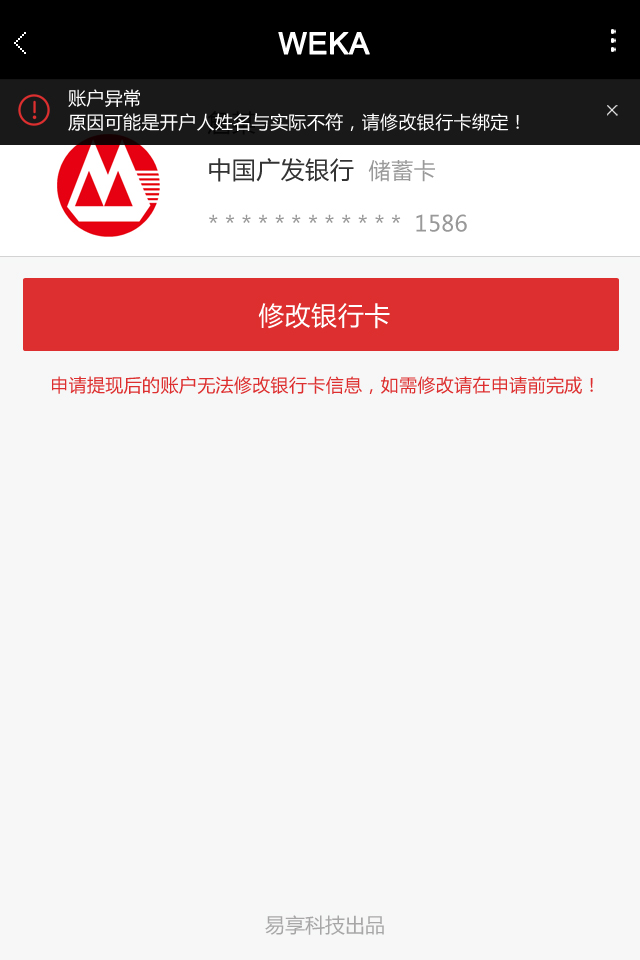 WEKA
账户异常
原因可能是开户人姓名与实际不符，请修改银行卡绑定！
中国广发银行 储蓄卡
* * * * * * * * * * * * 1586
修改银行卡
申请提现后的账户无法修改银行卡信息，如需修改请在申请前完成！
易享科技出品